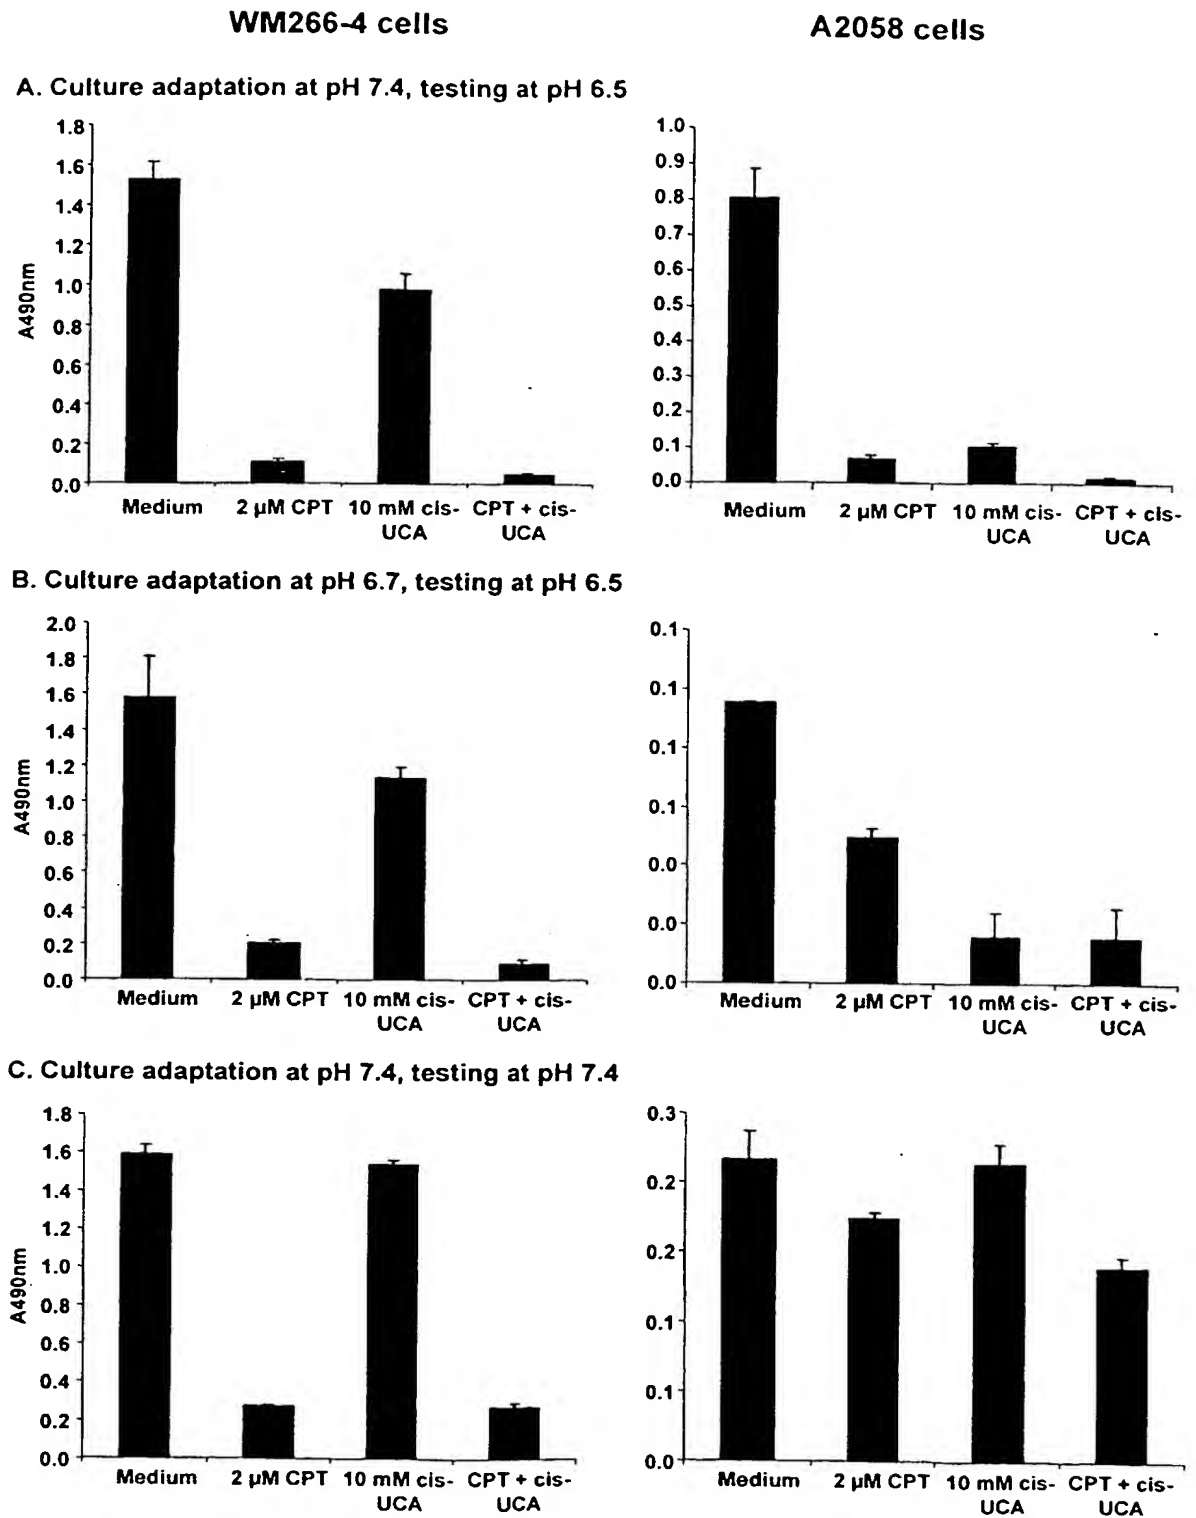 WM266-4 cells
A2058 cells
A. Culture adaptation at pH 7.4, testing at pH 6.5
A490nm
1.8
1.6
1.4
1.2
1.0
0.8
0.6
0.4
0.2
0.0
Medium
2 µM CPT
10 mM cis-
UCA
CPT + cis-
UCA
1.0
0.9
0.8
0.7
0.6
0.5
0.4
0.3
0.2
0.1
0.0
Medium
2 µM CPT
10 mM cis-
UCA
CPT + cis-
UCA
B. Culture adaptation at pH 6.7, testing at pH 6.5
A490nm
2.0
1.8
1.6
1.4
1.2
1.0
0.8
0.6
0.4
0.2
0.0
Medium
2 µM CPT
10 mM cis-
UCA
CPT + cis-
UCA
0.1
0.1
0.1
0.1
0.0
0.0
0.0
Medium
2 µM CPT
10 mM cis-
UCA
CPT + cis-
UCA
C. Culture adaptation at pH 7.4, testing at pH 7.4
A490nm
1.8
1.6
1.4
1.2
1.0
0.8
0.6
0.4
0.2
0.0
Medium
2 µM CPT
10 mM cis-
UCA
CPT + cis-
UCA
0.3
0.2
0.2
0.1
0.1
0.0
Medium
2 µM CPT
10 mM cis-
UCA
CPT + cis-
UCA